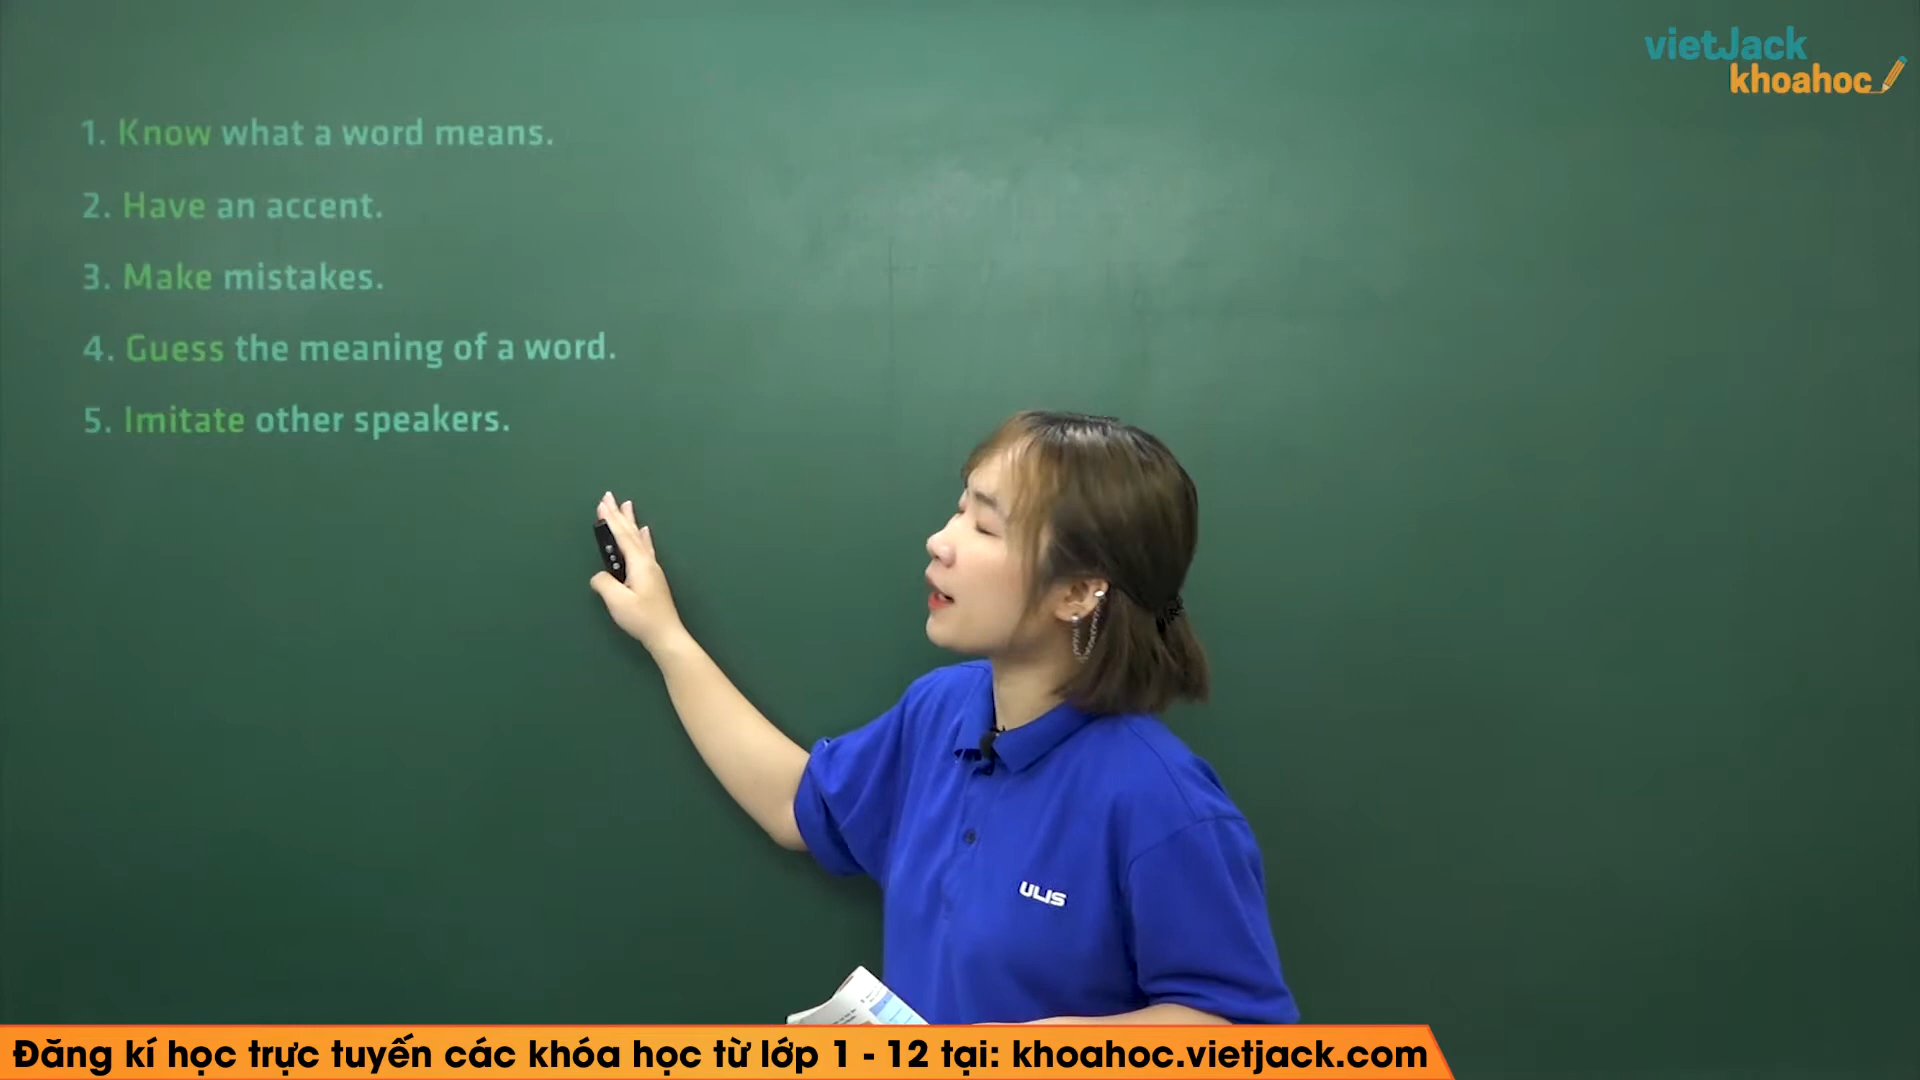 vietJack
khoahoc
1. Know what a word means.
2. Have an accent.
3. Make mistakes.
4. Guess the meaning of a word.
5. Imitate other speakers.
ULIS
Đăng kí học trực tuyến các khóa học từ lớp 1 - 12 tại: khoahoc.vietjack.com